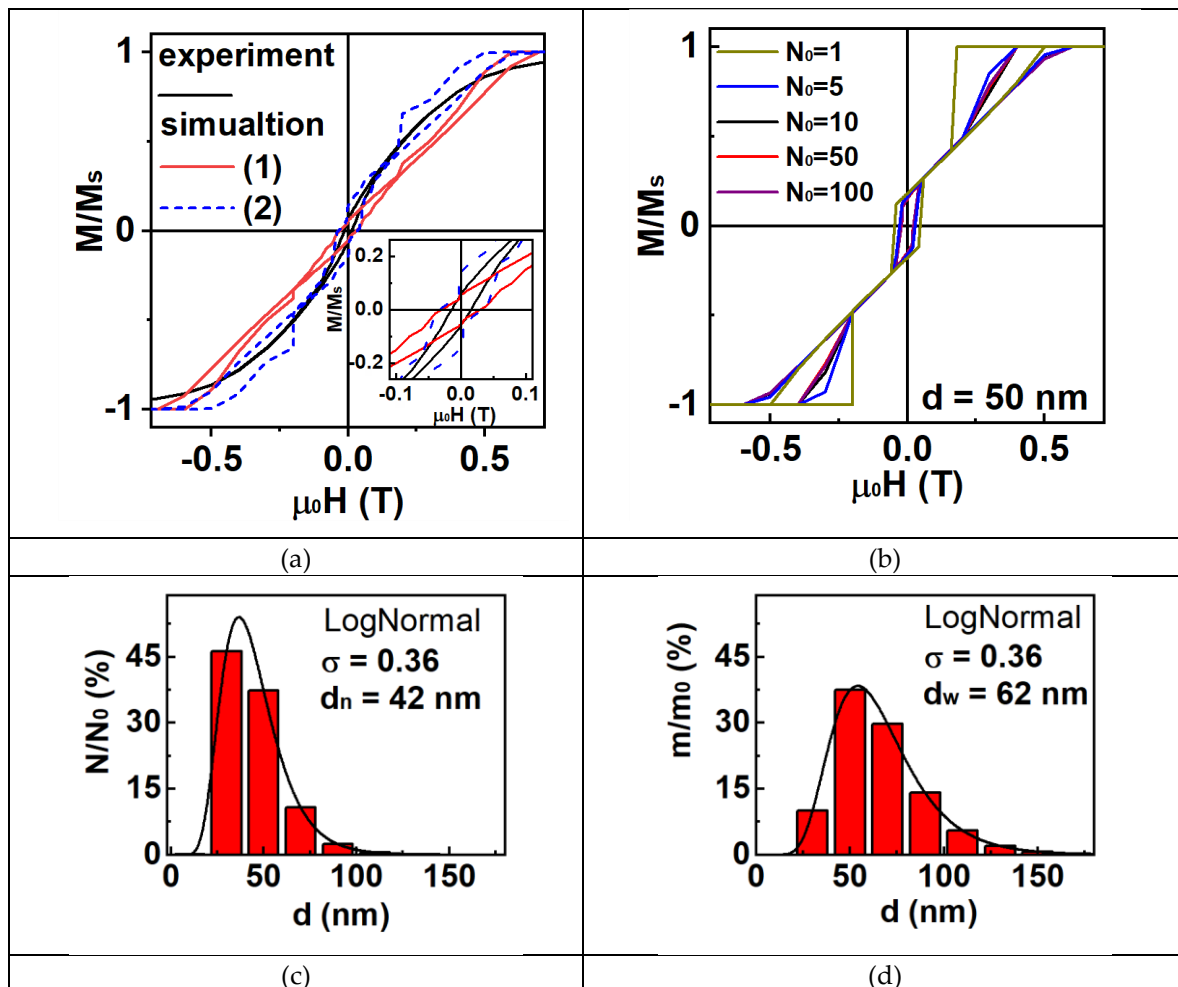 experiment
simualtion
(1)
(2)
1
0
-1
M/Ms
-0.5
0.0
0.5
μ₀H (T)
0.2
0.0
-0.2
M/Ms
-0.1
0.0
0.1
μ₀H (T)
(a)
N₀=1
N₀=5
N₀=10
N₀=50
N₀=100
d = 50 nm
1
0
-1
M/Ms
-0.5
0.0
0.5
μ₀H (T)
(b)
LogNormal
σ = 0.36
dn = 42 nm
45
30
15
0
N/N₀ (%)
0
50
100
150
d (nm)
(c)
LogNormal
σ = 0.36
dw = 62 nm
45
30
15
0
m/m₀ (%)
0
50
100
150
d (nm)
(d)